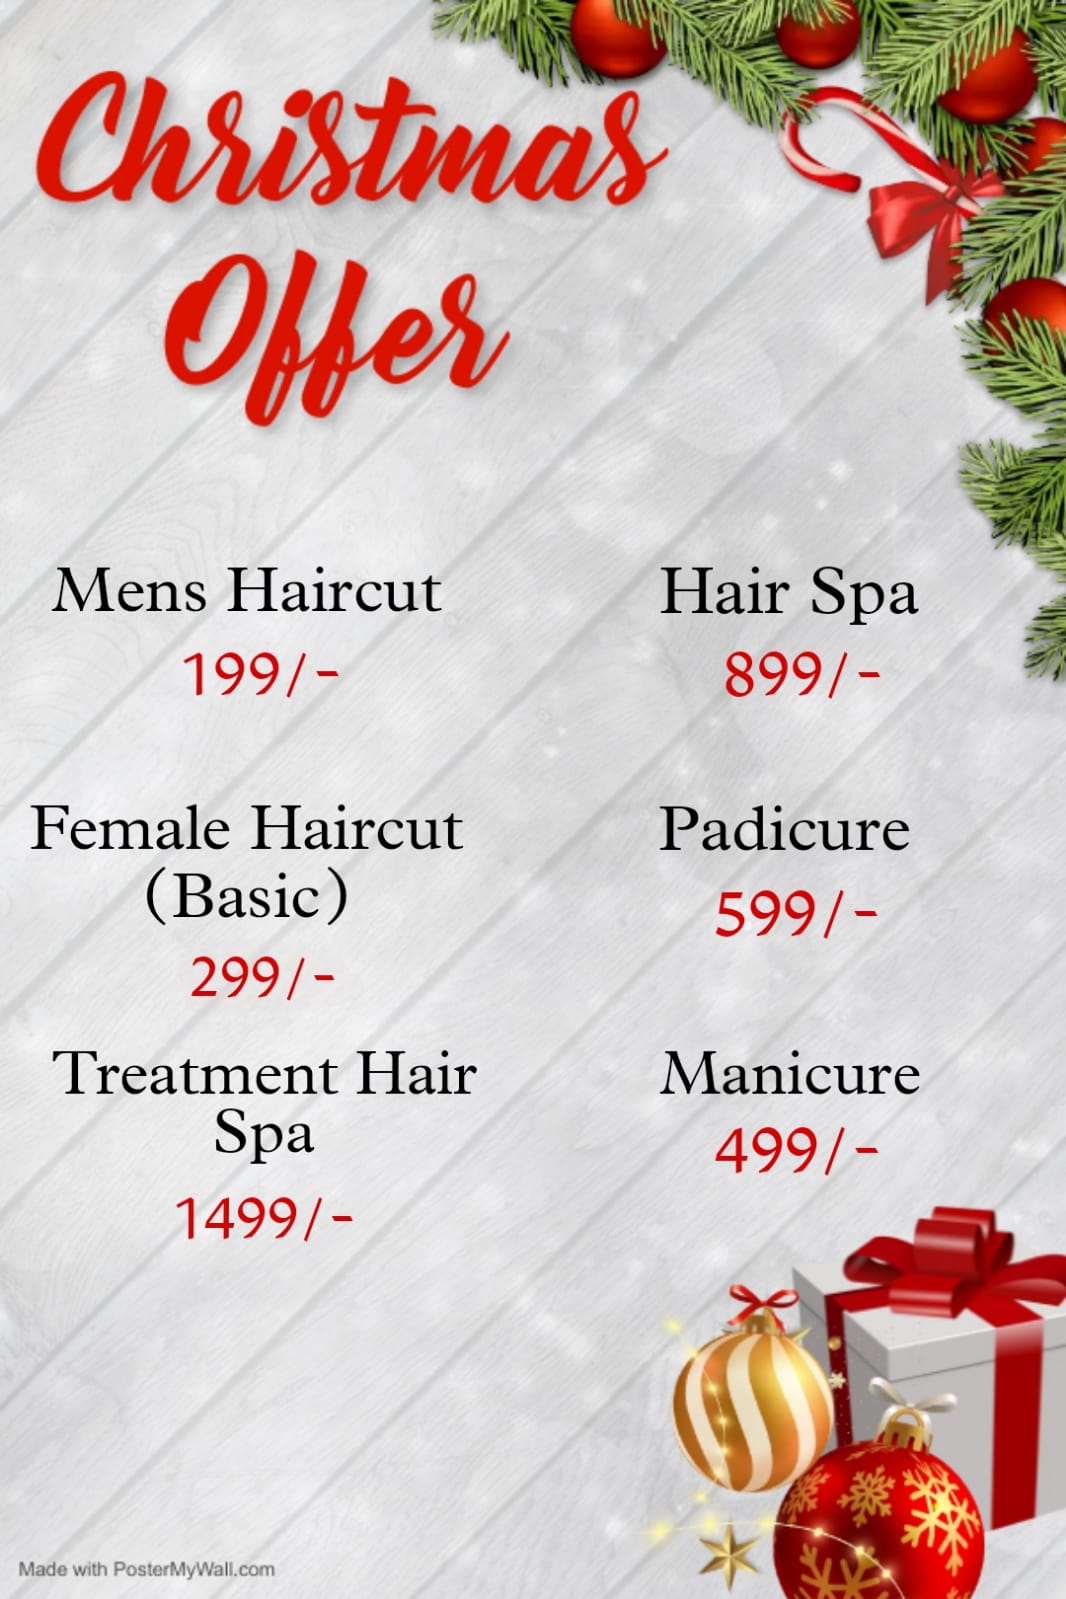 Christmas
Offer
Mens Haircut
199/-
Hair Spa
899/-
Female Haircut
(Basic)
299/-
Padicure
599/-
Treatment Hair
Spa
1499/-
Manicure
499/-
Made with PosterMyWall.com